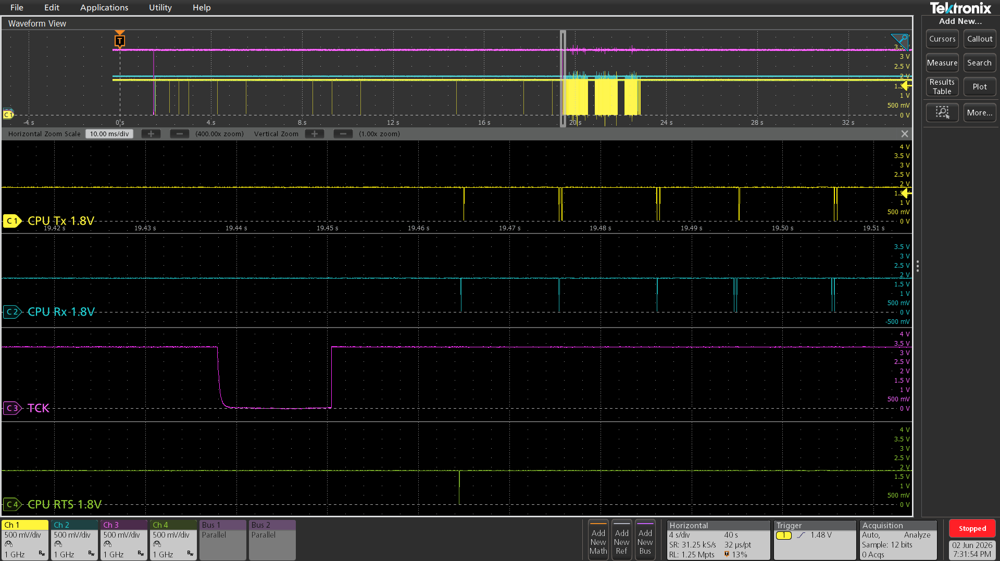 File Edit Applications Utility Help
Tektronix
Waveform View
Add New...
Cursors Callout
Measure Search
Results Table Plot
More...
T
3 V
2.5 V
2 V
1 V
500 mV
0 V
C1
-4 s 0 s 4 s 8 s 12 s 16 s 20 s 24 s 28 s 32 s
Horizontal Zoom Scale 10.00 ms/div + − (400.00x zoom) Vertical Zoom + − (1.00x zoom)
4 V
3.5 V
3 V
2.5 V
2 V
1 V
500 mV
C 1 CPU Tx 1.8V 0 V
19.42 s 19.43 s 19.44 s 19.45 s 19.46 s 19.47 s 19.48 s 19.49 s 19.50 s 19.51 s
3.5 V
3 V
2.5 V
2 V
1.5 V
1 V
500 mV
C 2 CPU Rx 1.8V 0 V
-500 mV
4 V
3.5 V
3 V
2.5 V
2 V
1.5 V
1 V
500 mV
C 3 TCK 0 V
4 V
3.5 V
3 V
2.5 V
2 V
1.5 V
1 V
500 mV
C 4 CPU RTS 1.8V 0 V
Ch 1
500 mV/div
1 GHz Bw
Ch 2
500 mV/div
1 GHz Bw
Ch 3
500 mV/div
1 GHz Bw
Ch 4
500 mV/div
1 GHz Bw
Bus 1
Parallel
Bus 2
Parallel
Add New Math
Add New Ref
Add New Bus
Horizontal
4 s/div 40 s
SR: 31.25 kS/s 32 µs/pt
RL: 1.25 Mpts T 13%
Trigger
1 1.48 V
Acquisition
Auto, Analyze
Sample: 12 bits
0 Acqs
Stopped
02 Jun 2026
7:31:54 PM